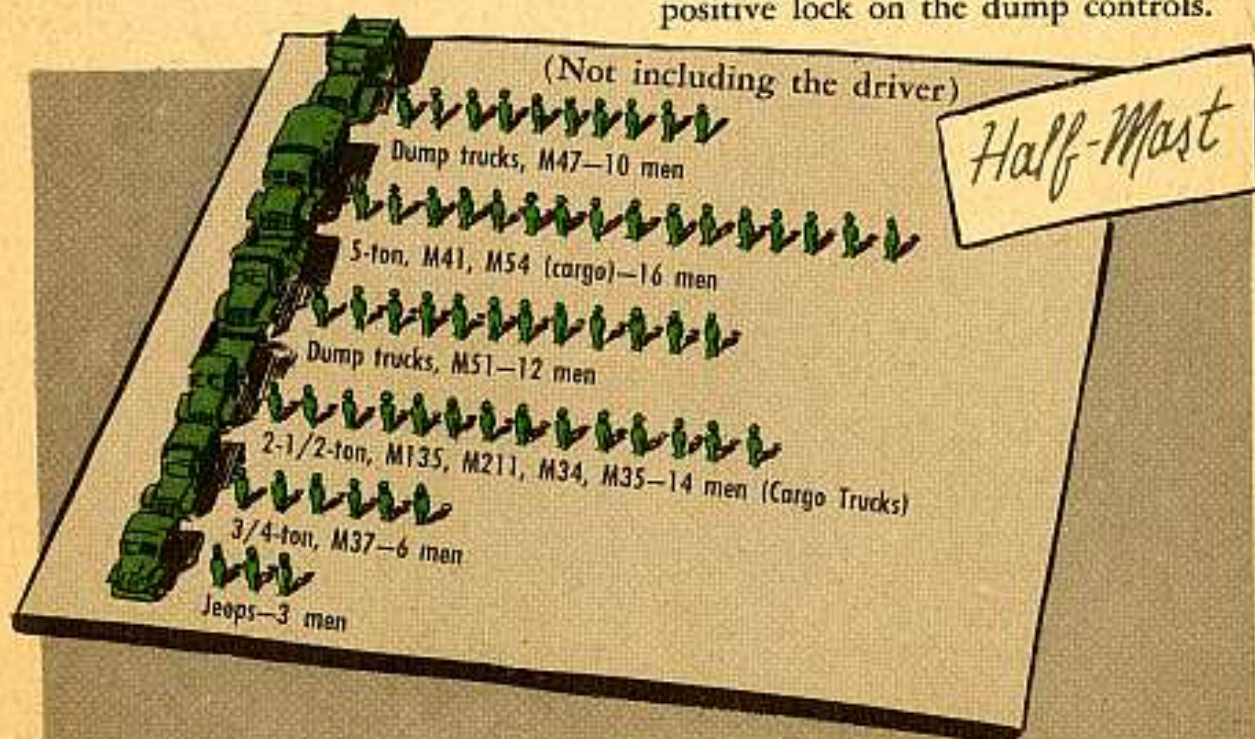 positive lock on the dump controls.
(Not including the driver)
Half-Mast
Dump trucks, M47—10 men
5-ton, M41, M54 (cargo)—16 men
Dump trucks, M51—12 men
2-1/2-ton, M135, M211, M34, M35—14 men (Cargo Trucks)
3/4-ton, M37—6 men
Jeeps—3 men